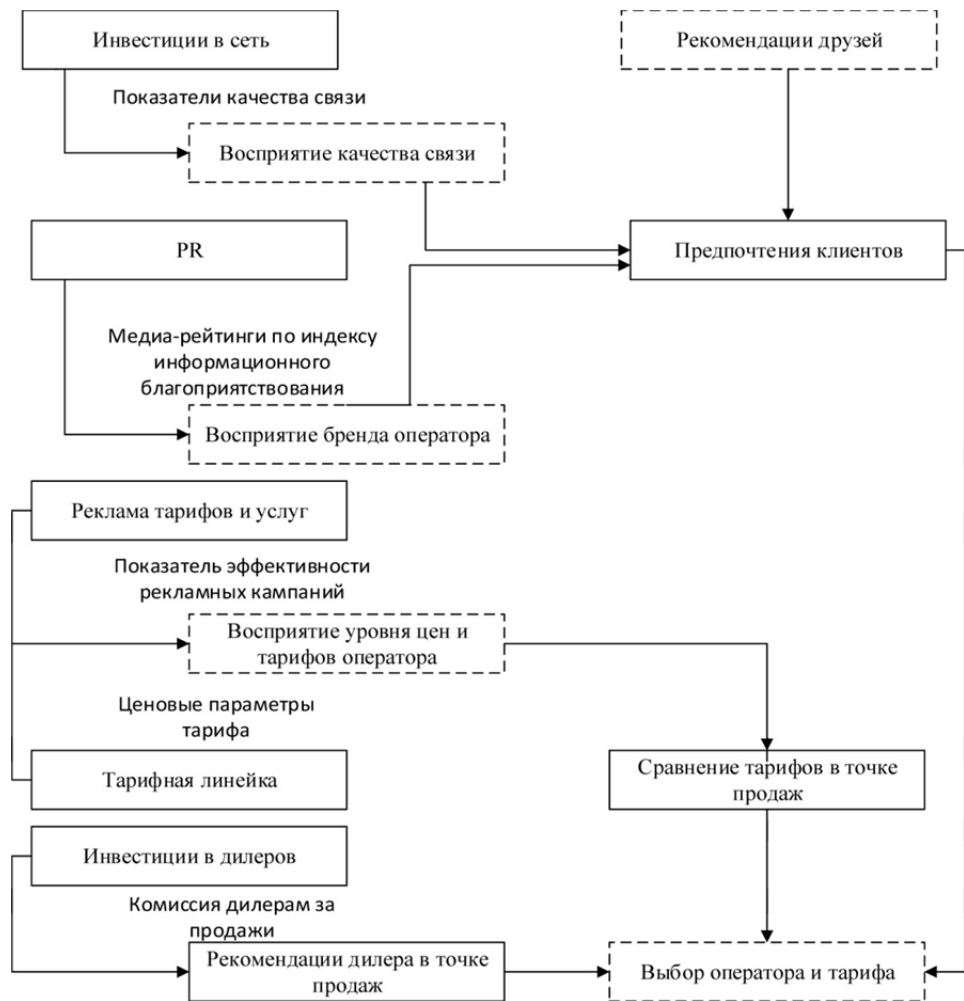 Инвестиции в сеть
Рекомендации друзей
Показатели качества связи
Восприятие качества связи
PR
Предпочтения клиентов
Медиа-рейтинги по индексу
информационного
благоприятствования
Восприятие бренда оператора
Реклама тарифов и услуг
Показатель эффективности
рекламных кампаний
Восприятие уровня цен и
тарифов оператора
Ценовые параметры
тарифа
Тарифная линейка
Сравнение тарифов в точке
продаж
Инвестиции в дилеров
Комиссия дилерам за
продажи
Рекомендации дилера в точке
продаж
Выбор оператора и тарифа